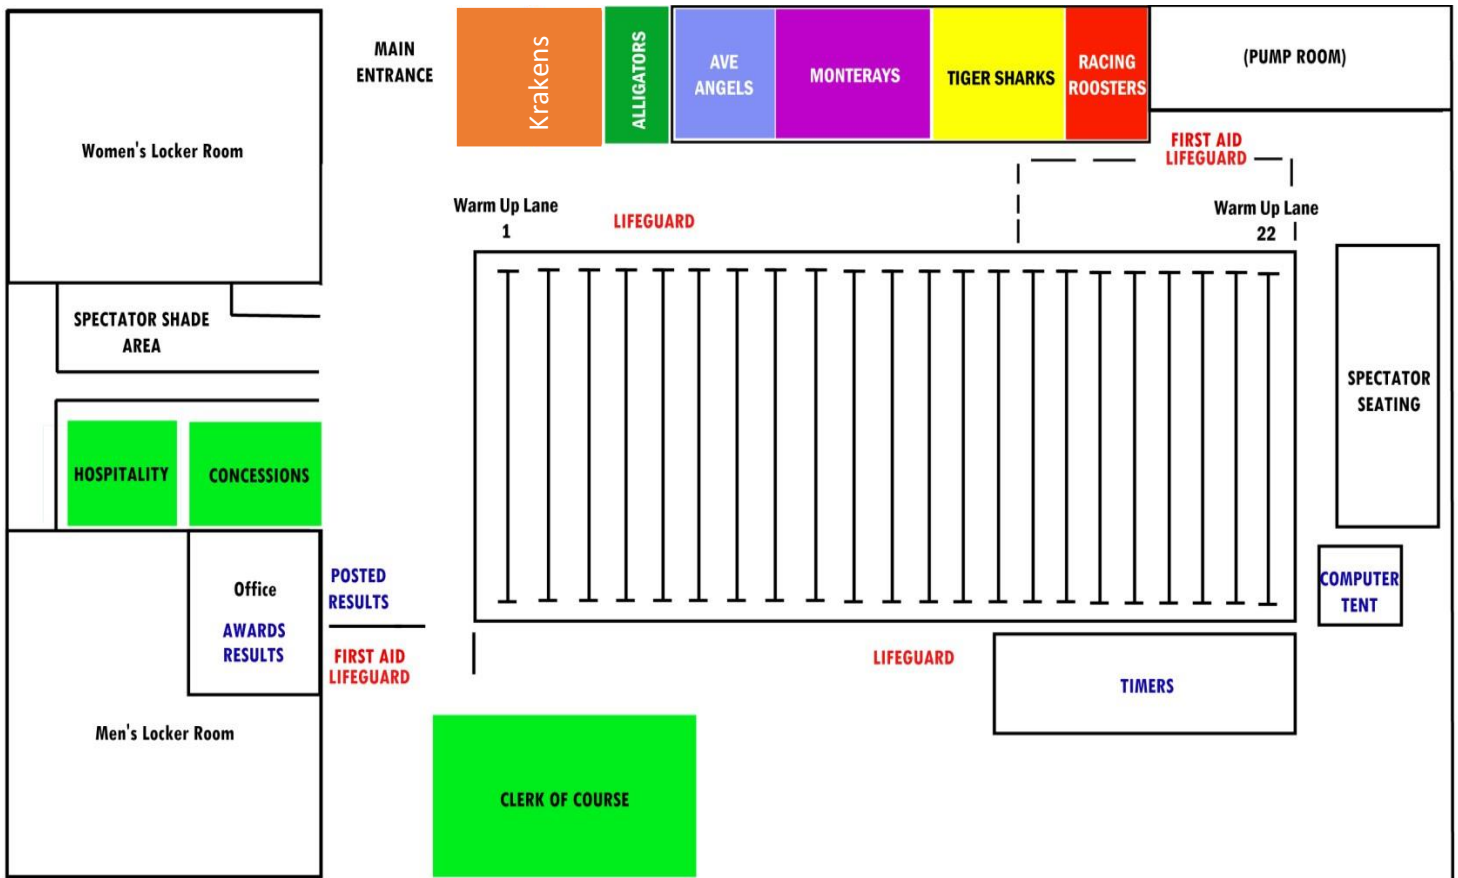 MAIN
ENTRANCE
Krakens
ALLIGATORS
AVE
ANGELS
MONTERAYS
TIGER SHARKS
RACING
ROOSTERS
(PUMP ROOM)
Women's Locker Room
FIRST AID
LIFEGUARD
Warm Up Lane
1
LIFEGUARD
Warm Up Lane
22
SPECTATOR SHADE
AREA
SPECTATOR
SEATING
HOSPITALITY
CONCESSIONS
Office
AWARDS
RESULTS
POSTED
RESULTS
COMPUTER
TENT
FIRST AID
LIFEGUARD
LIFEGUARD
TIMERS
Men's Locker Room
CLERK OF COURSE